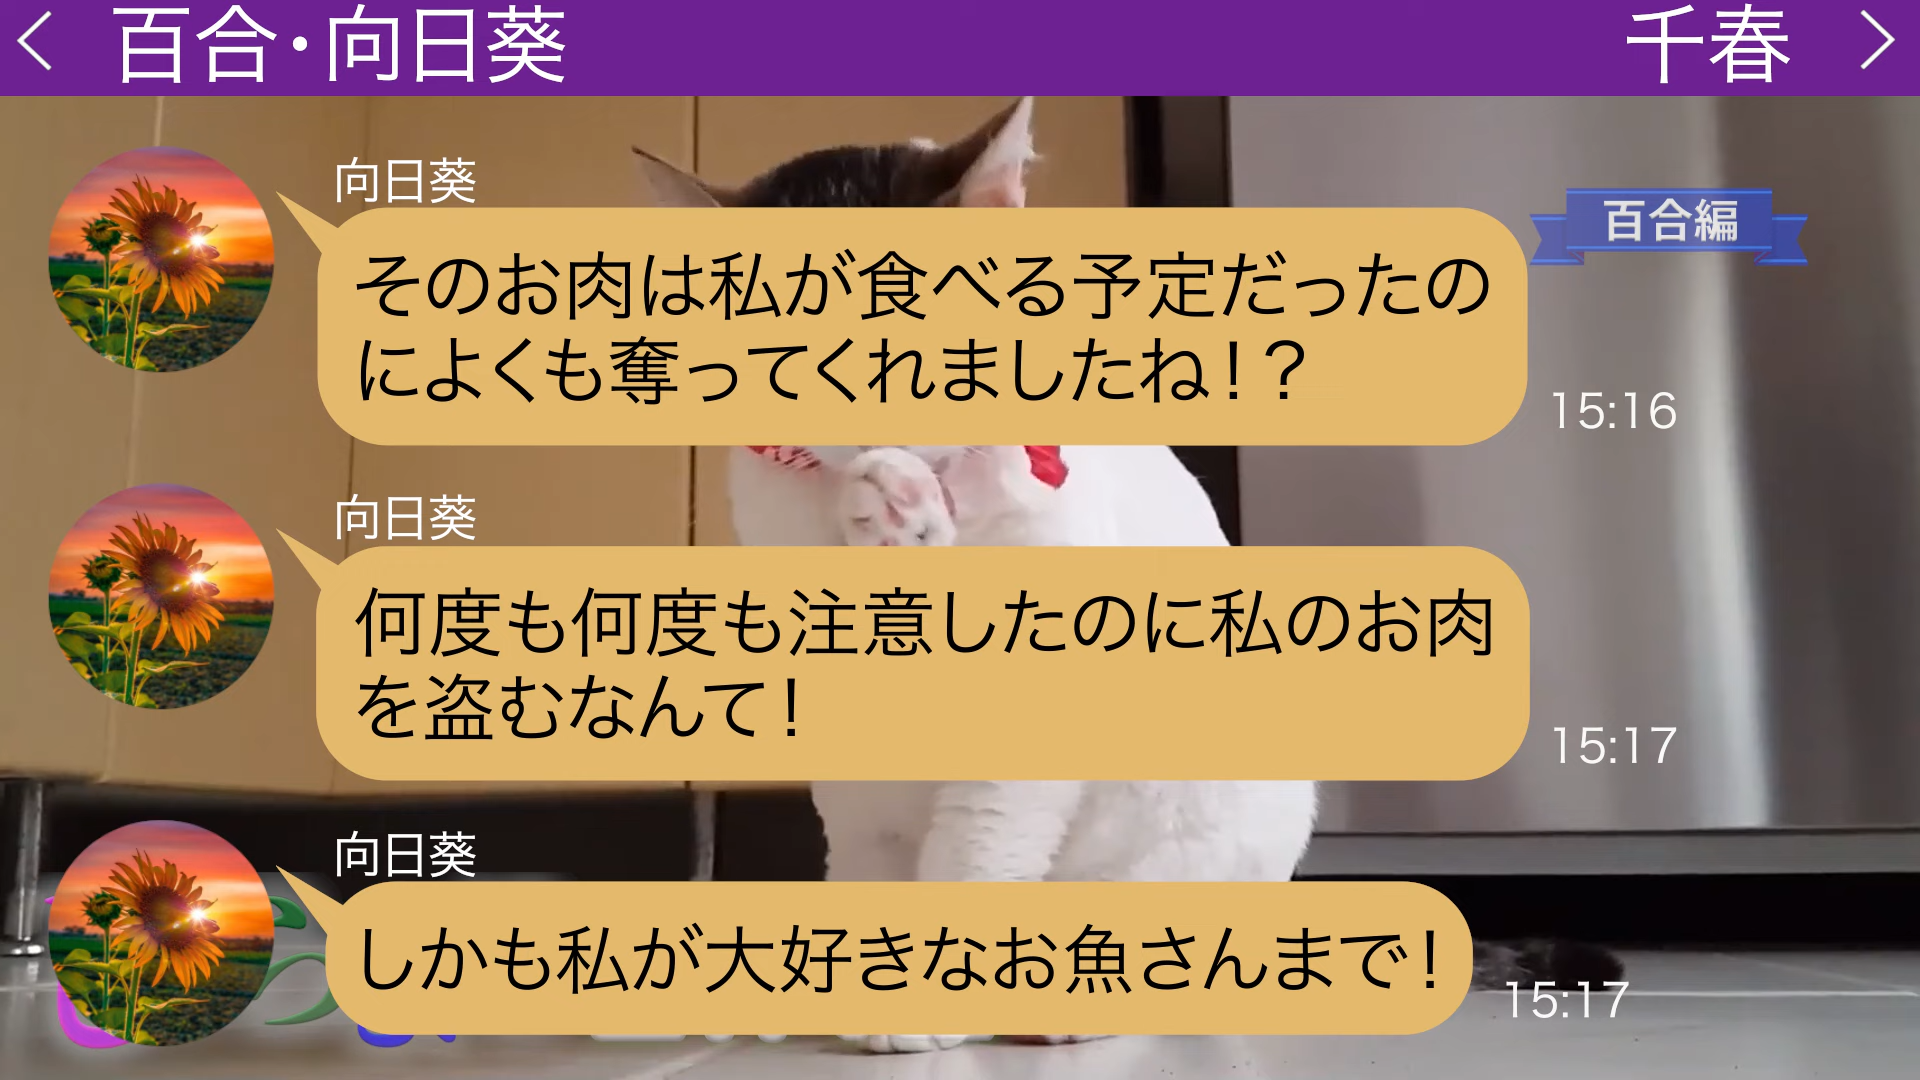 百合・向日葵
千春
百合編
向日葵
そのお肉は私が食べる予定だったの
によくも奪ってくれましたね！？
15:16
向日葵
何度も何度も注意したのに私のお肉
を盗むなんて！
15:17
向日葵
しかも私が大好きなお魚さんまで！
15:17